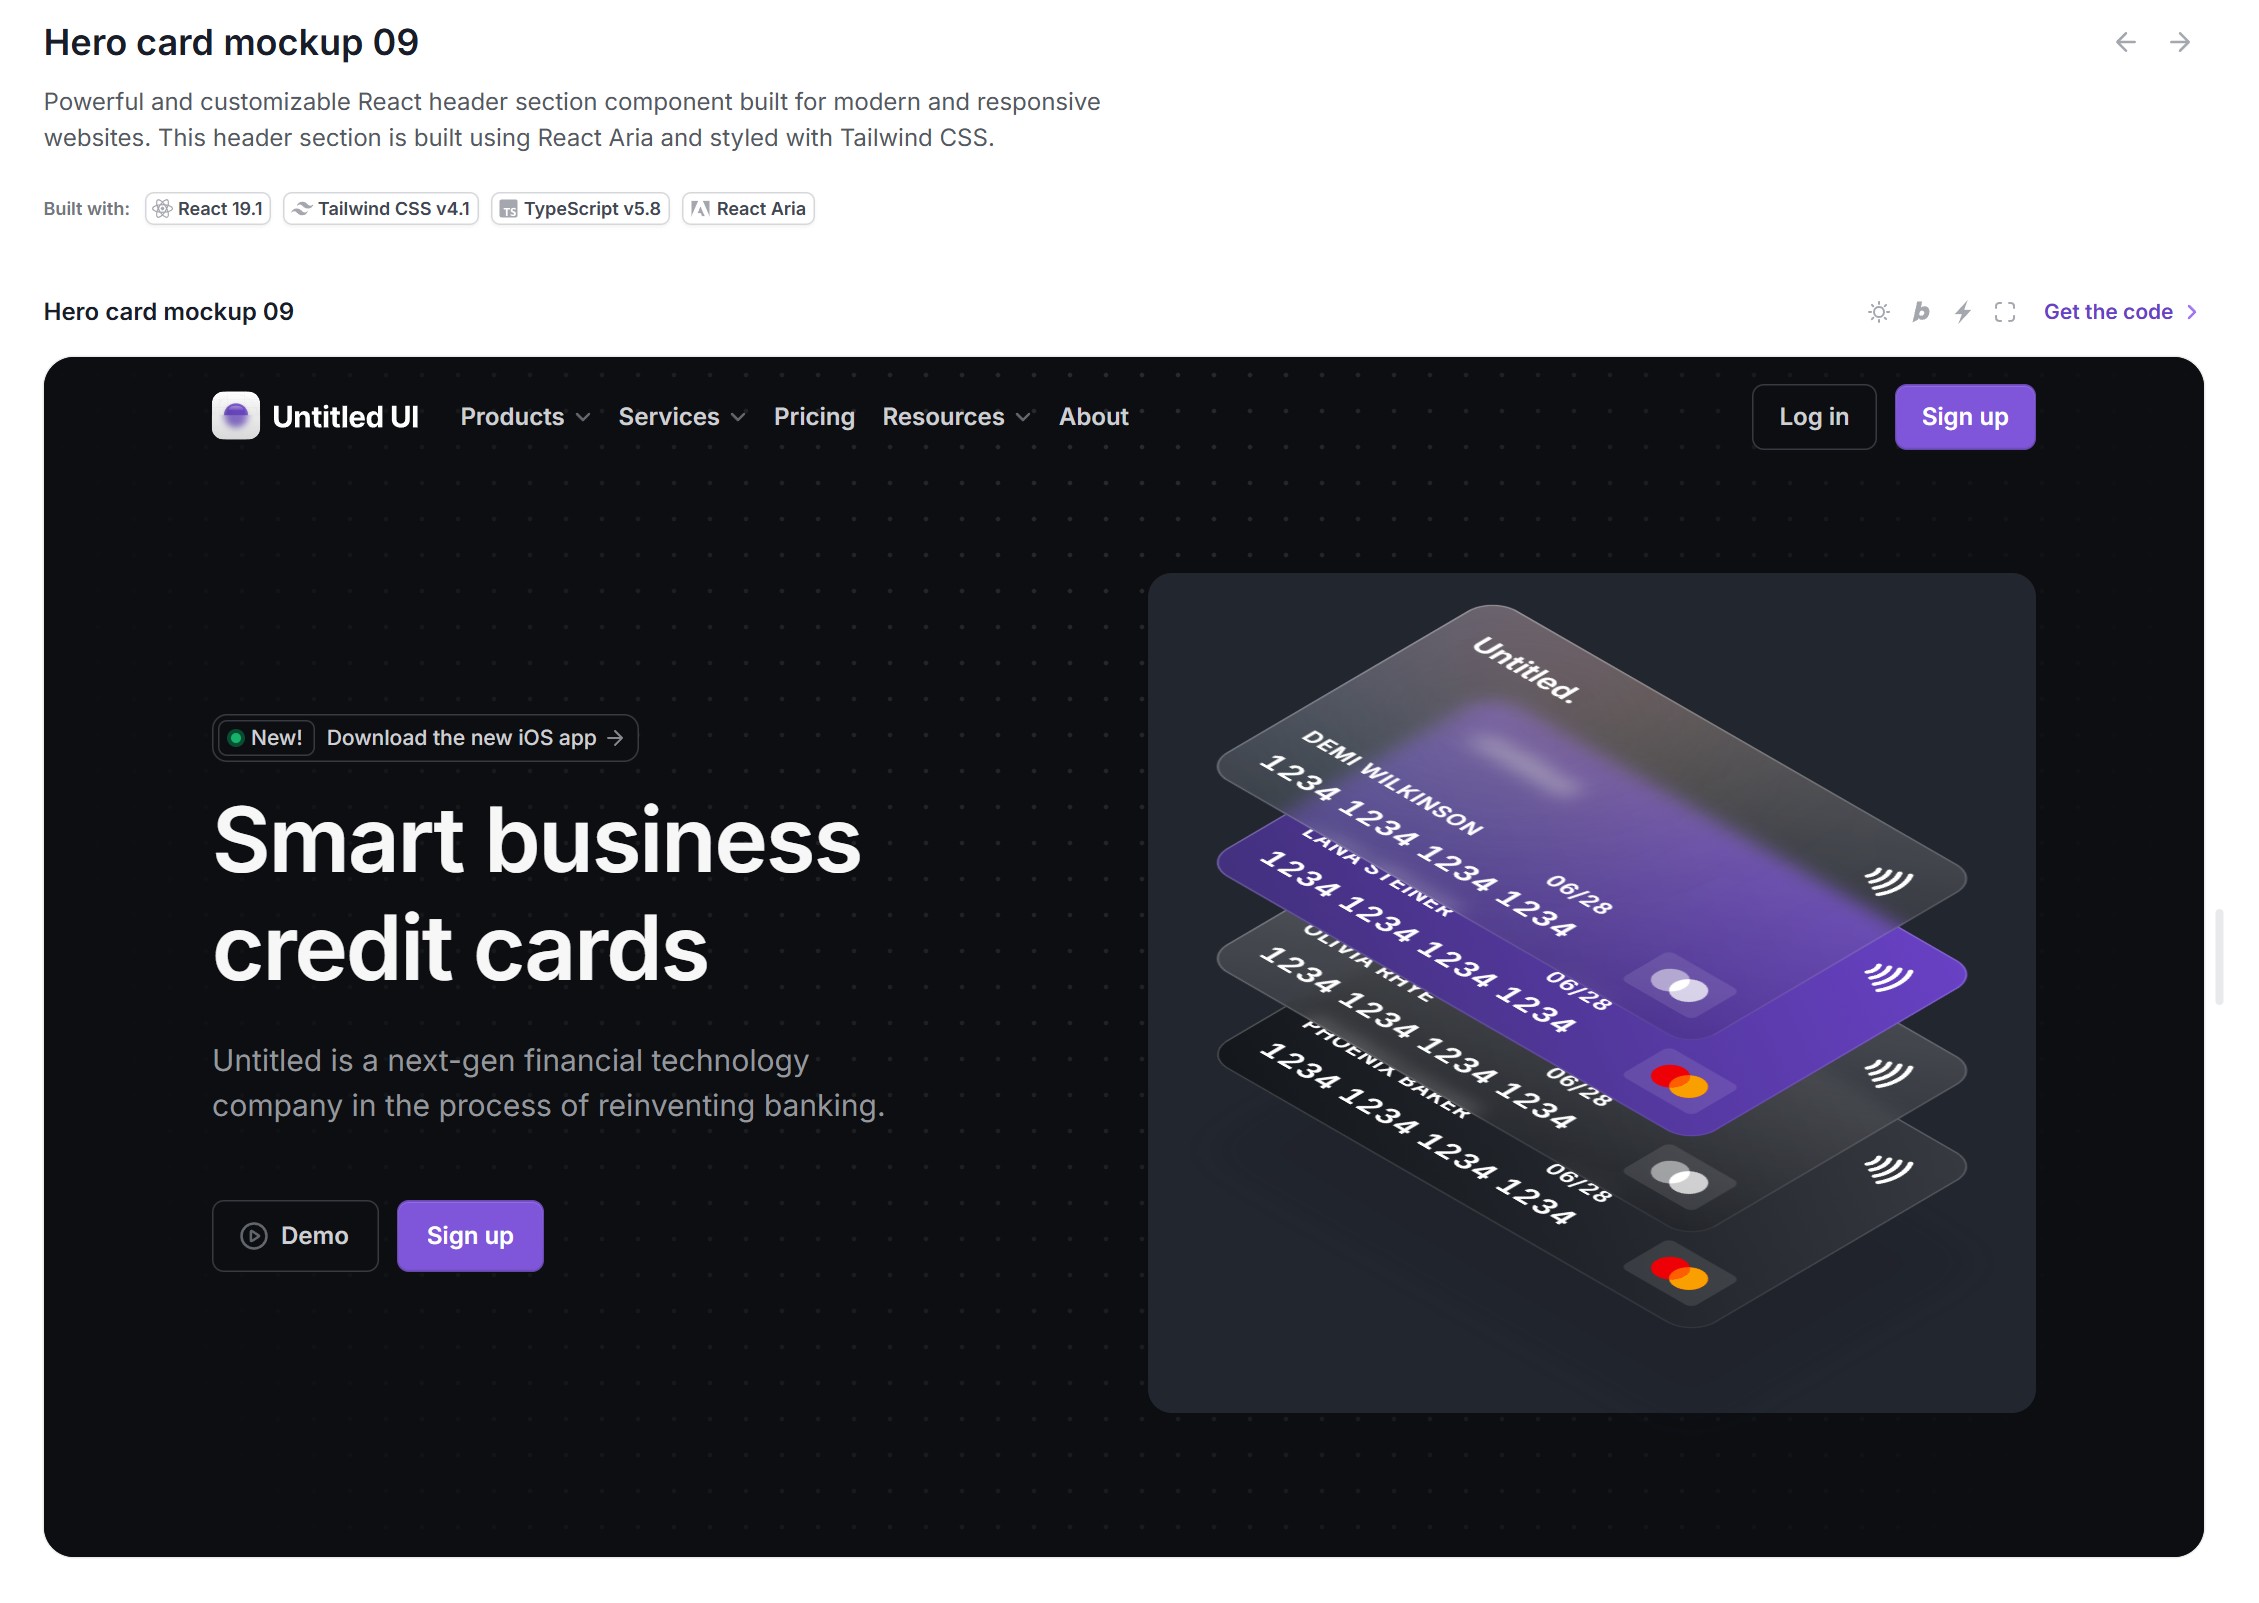 Hero card mockup 09
Powerful and customizable React header section component built for modern and responsive
websites. This header section is built using React Aria and styled with Tailwind CSS.
Built with: React 19.1 Tailwind CSS v4.1 TS TypeScript v5.8 React Aria
Hero card mockup 09
b Get the code
Untitled UI Products Services Pricing Resources About Log in Sign up
New! Download the new iOS app
Smart business
credit cards
Untitled is a next-gen financial technology
company in the process of reinventing banking.
Demo Sign up
Untitled.
DEMI WILKINSON 06/28
1234 1234 1234 1234
LANA STEINER 06/28
1234 1234 1234 1234
OLIVIA RHYE 06/28
1234 1234 1234 1234
PHOENIX BAKER 06/28
1234 1234 1234 1234